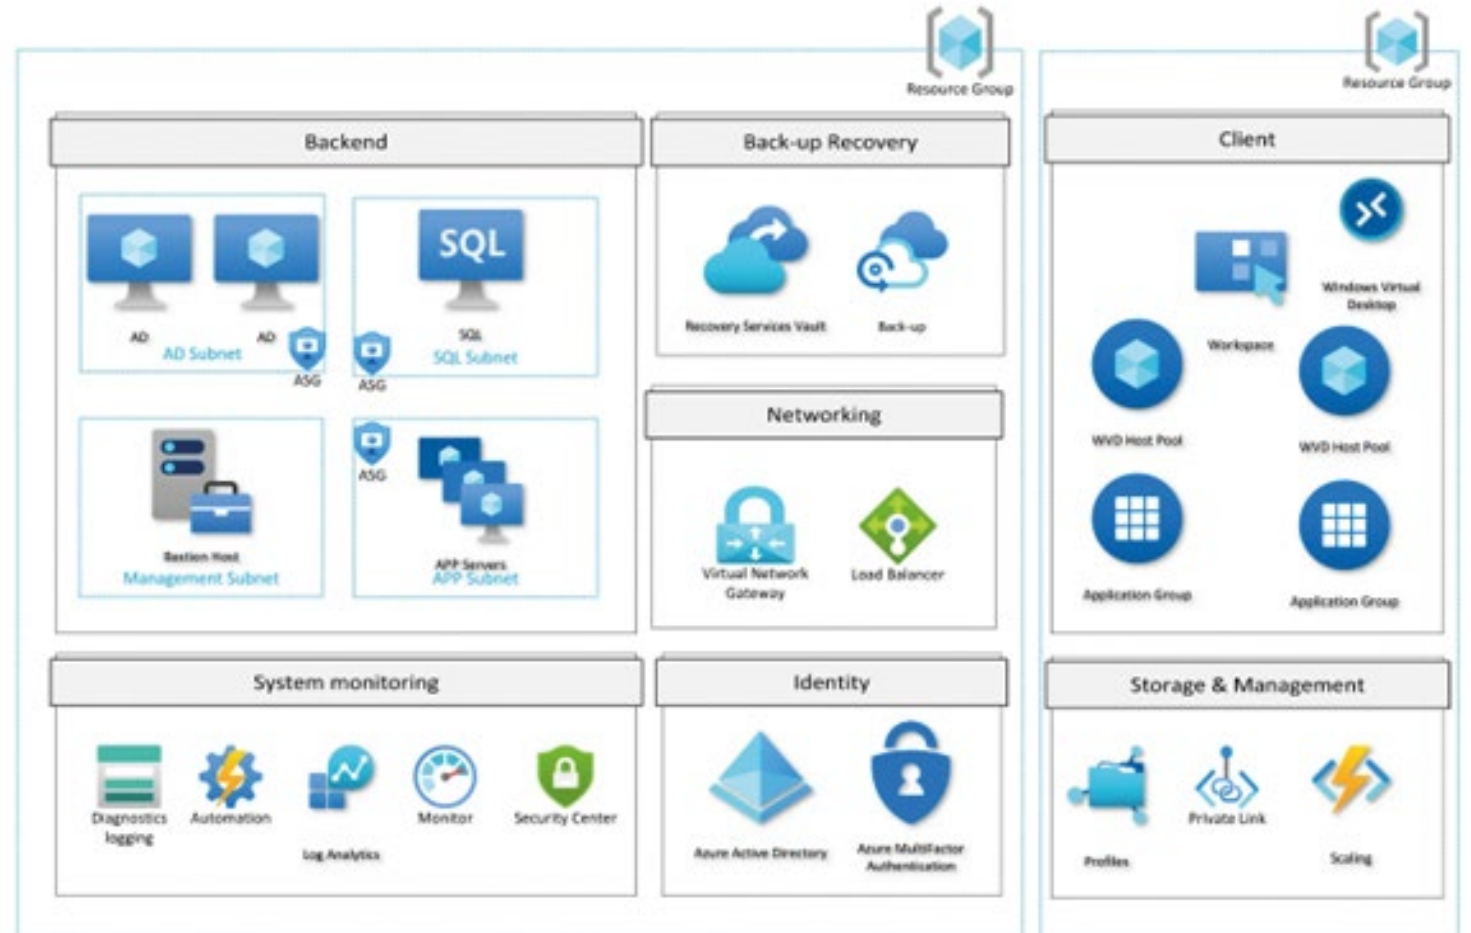 Resource Group
Resource Group
Backend
AD
AD
AD Subnet
ASG
SQL
SQL
SQL Subnet
ASG
Bastion Host
Management Subnet
ASG
APP Servers
APP Subnet
Back-up Recovery
Recovery Services Vault
Back-up
Networking
Virtual Network
Gateway
Load Balancer
Client
Windows Virtual
Desktop
Workspace
WVD Host Pool
WVD Host Pool
Application Group
Application Group
System monitoring
Diagnostics
logging
Automation
Log Analytics
Monitor
Security Center
Identity
Azure Active Directory
Azure MultiFactor
Authentication
Storage & Management
Profiles
Private Link
Scaling